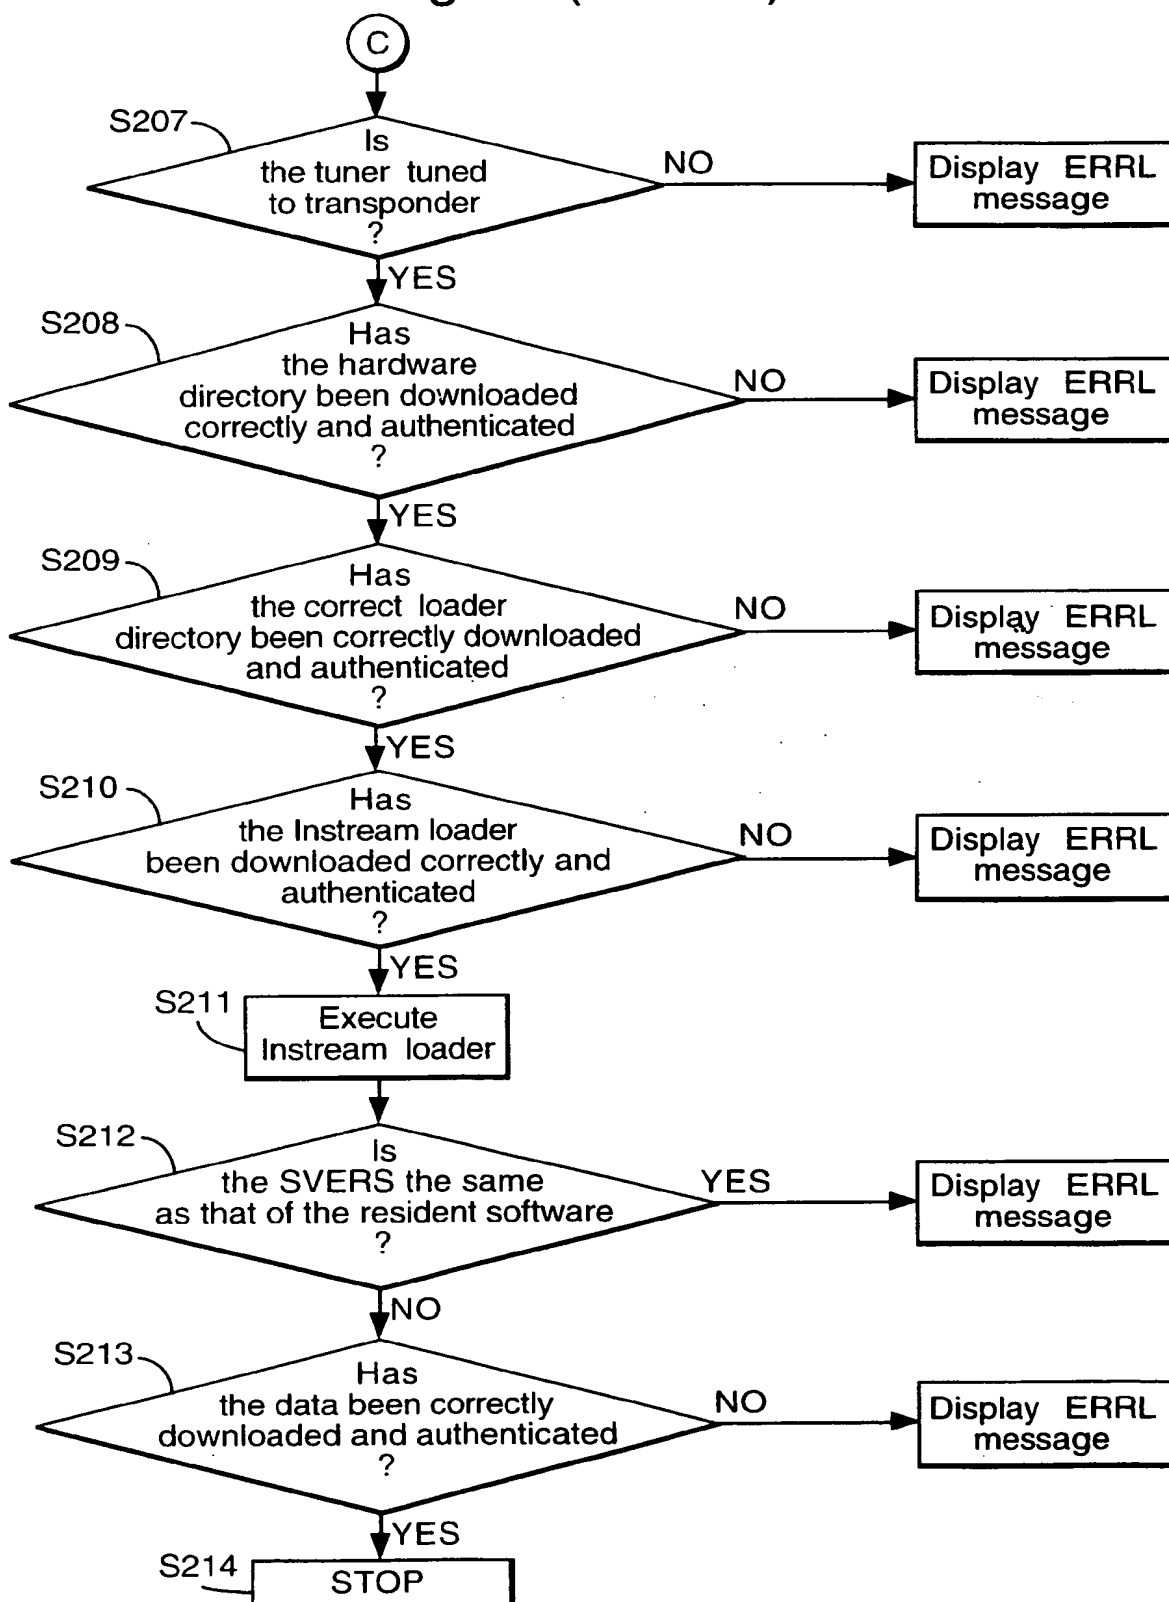 C
S207
Is
the tuner tuned
to transponder
?
NO
Display ERRL
message
YES
S208
Has
the hardware
directory been downloaded
correctly and authenticated
?
NO
Display ERRL
message
YES
S209
Has
the correct loader
directory been correctly downloaded
and authenticated
?
NO
Display ERRL
message
YES
S210
Has
the Instream loader
been downloaded correctly and
authenticated
?
NO
Display ERRL
message
YES
S211
Execute
Instream loader
S212
Is
the SVERS the same
as that of the resident software
?
YES
Display ERRL
message
NO
S213
Has
the data been correctly
downloaded and authenticated
?
NO
Display ERRL
message
YES
S214
STOP